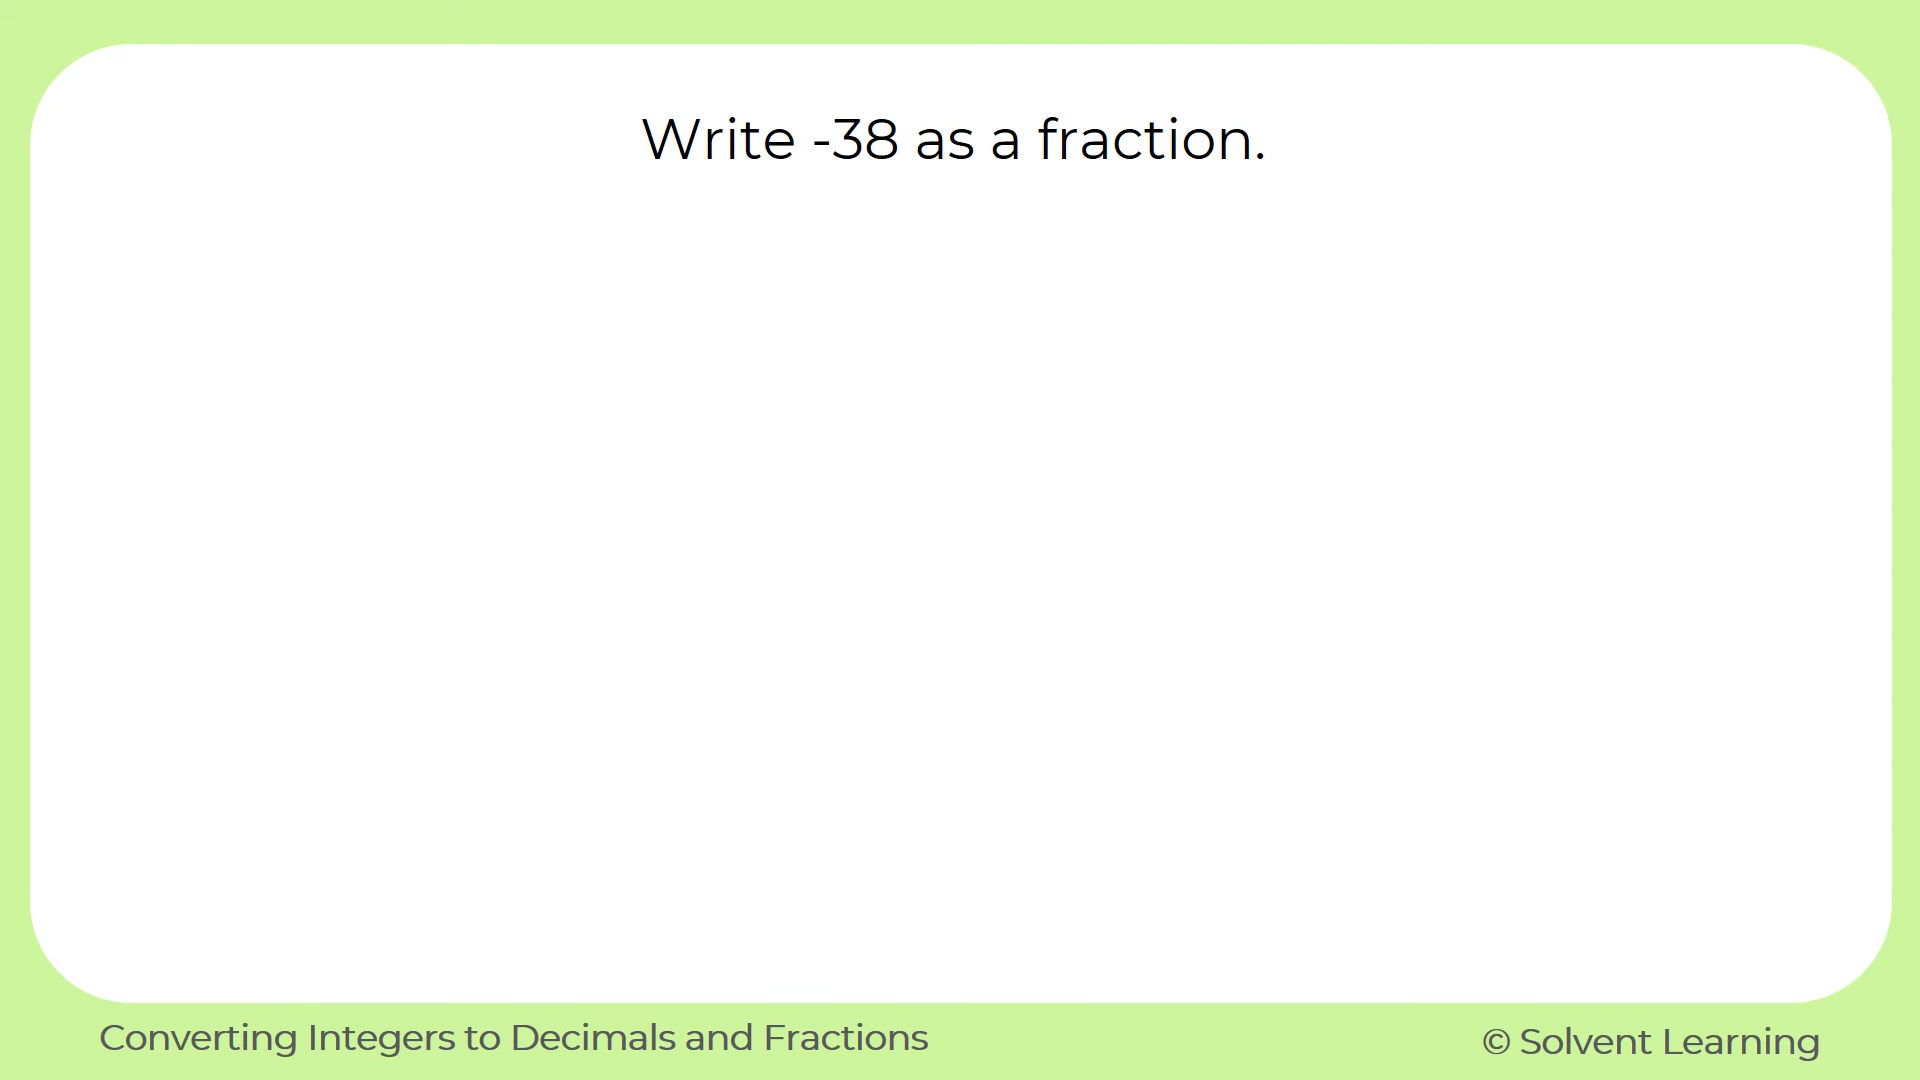 Write -38 as a fraction.
Converting Integers to Decimals and Fractions
© Solvent Learning